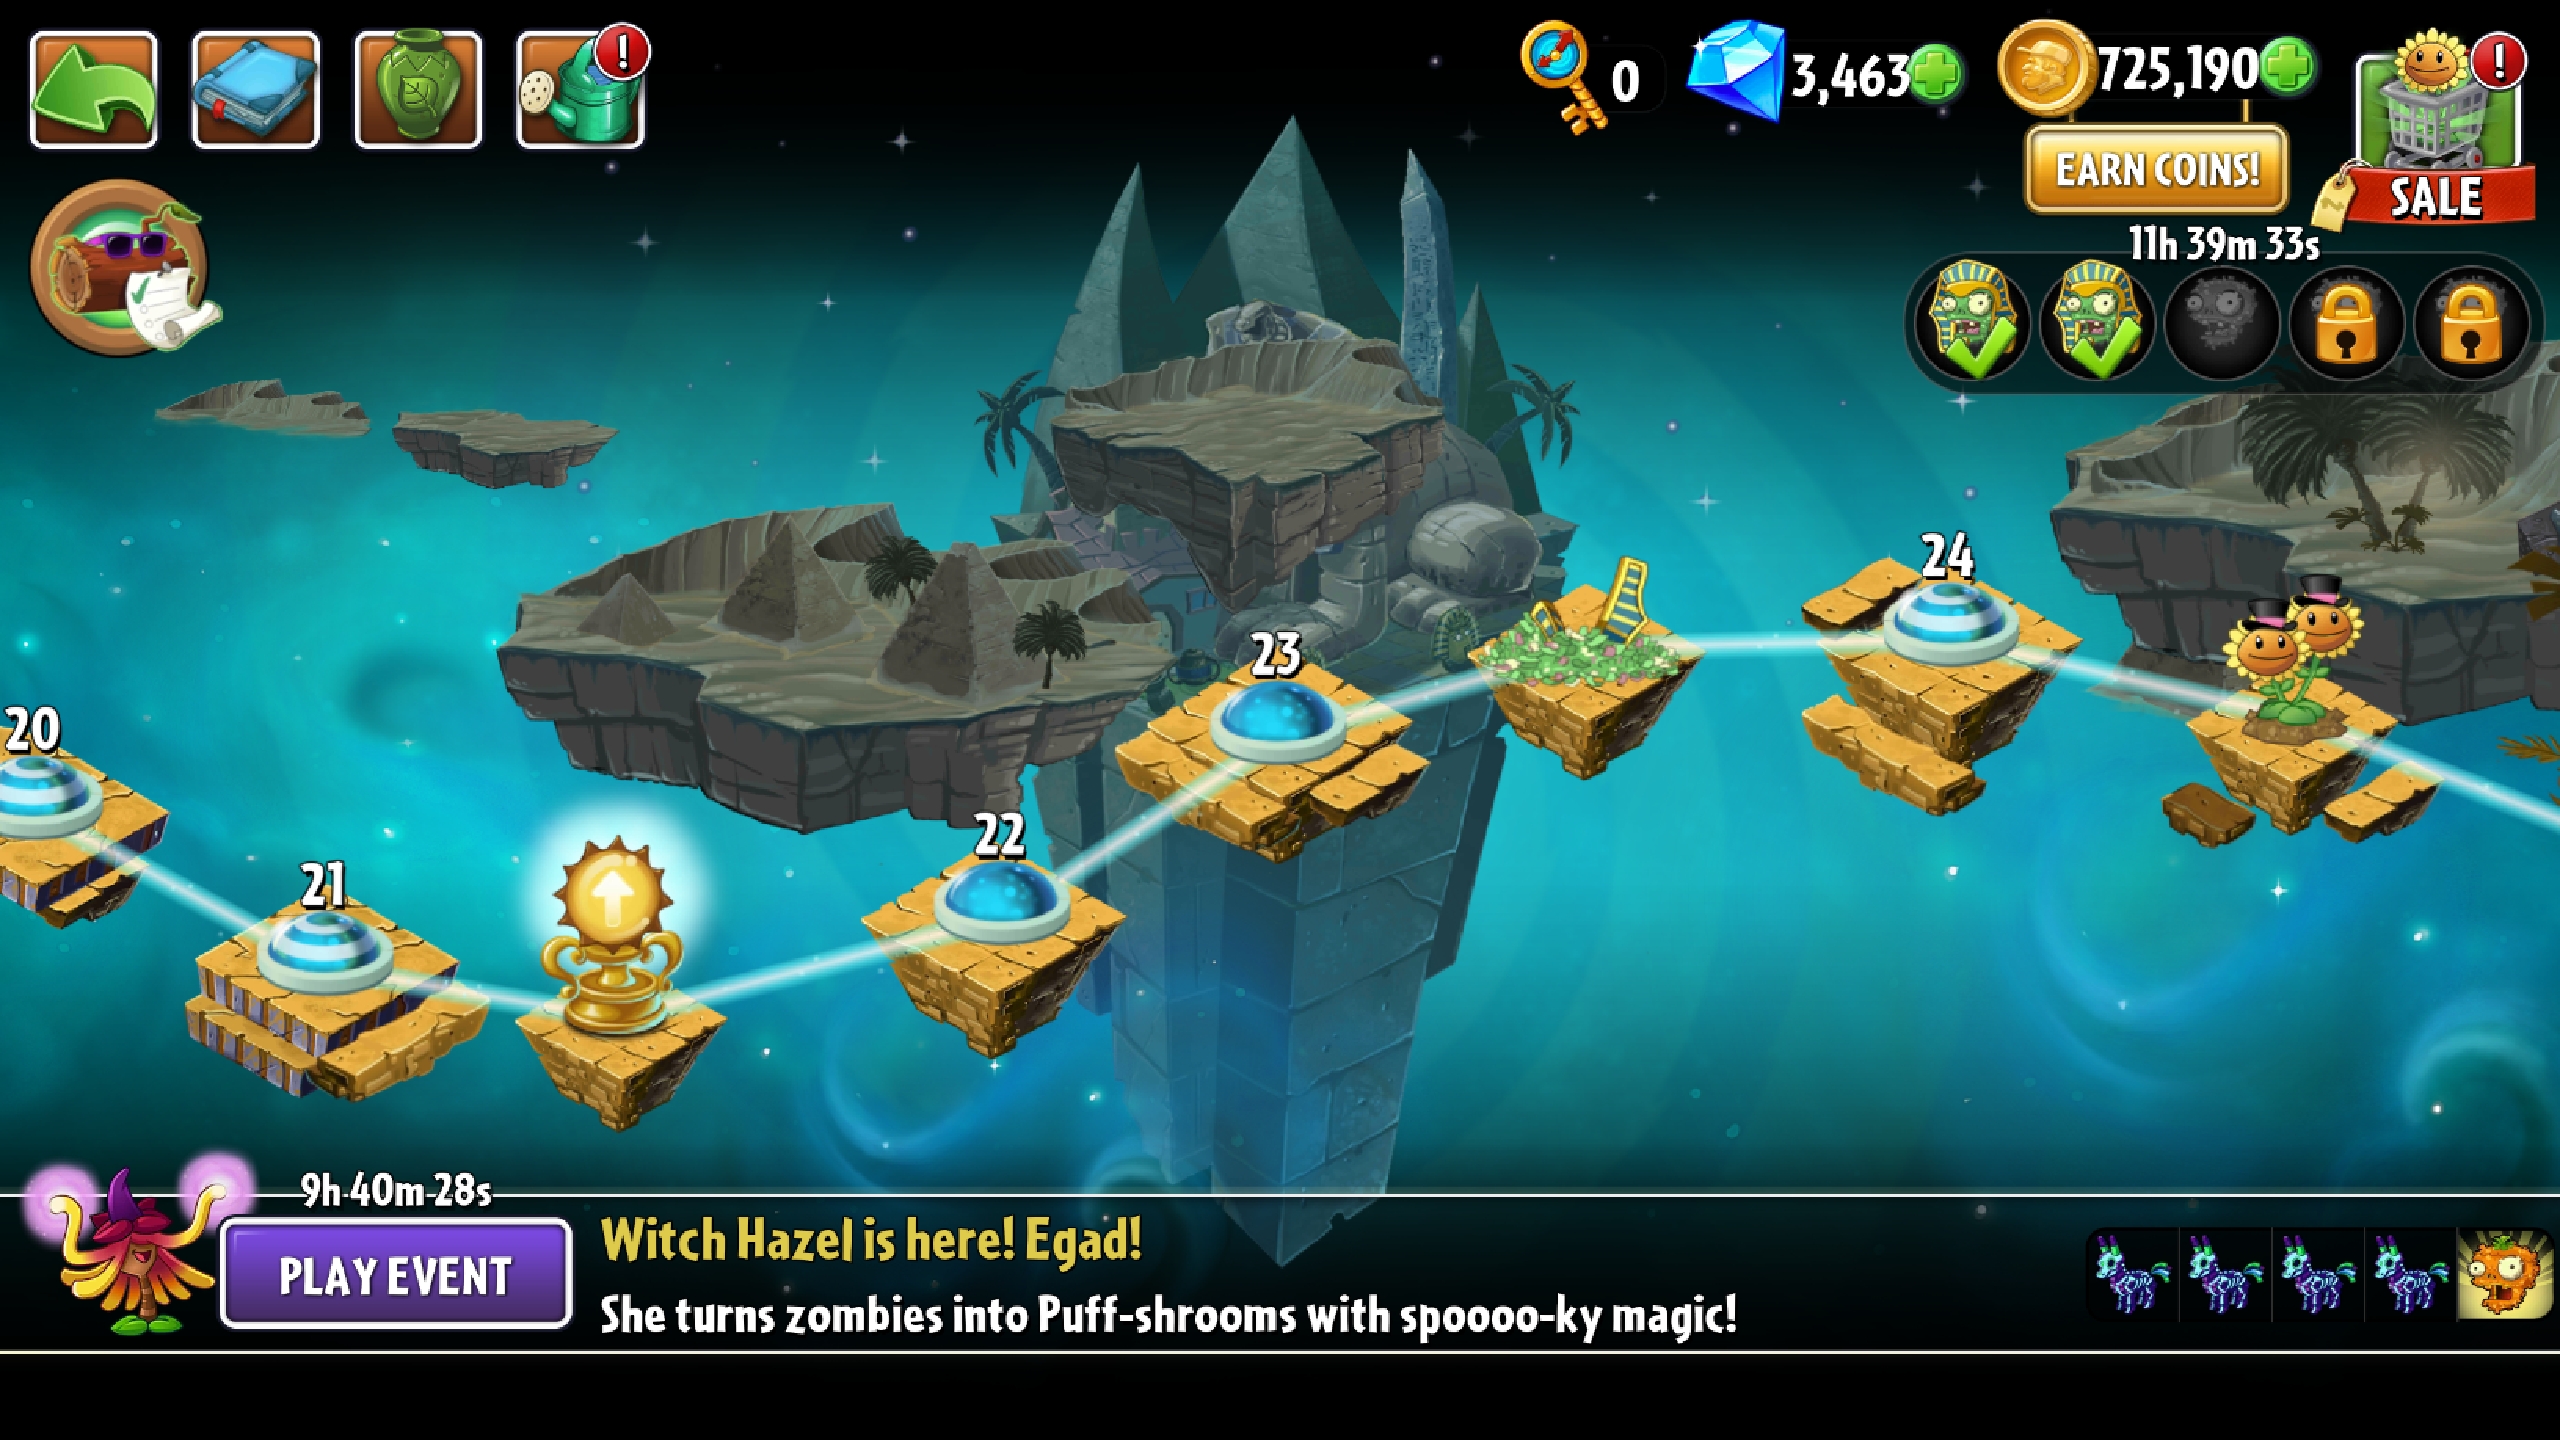 !
0
3,463
725,190
!
EARN COINS!
SALE
11h 39m 33s
24
23
20
22
21
9h 40m 28s
PLAY EVENT
Witch Hazel is here! Egad!
She turns zombies into Puff-shrooms with spoooo-ky magic!